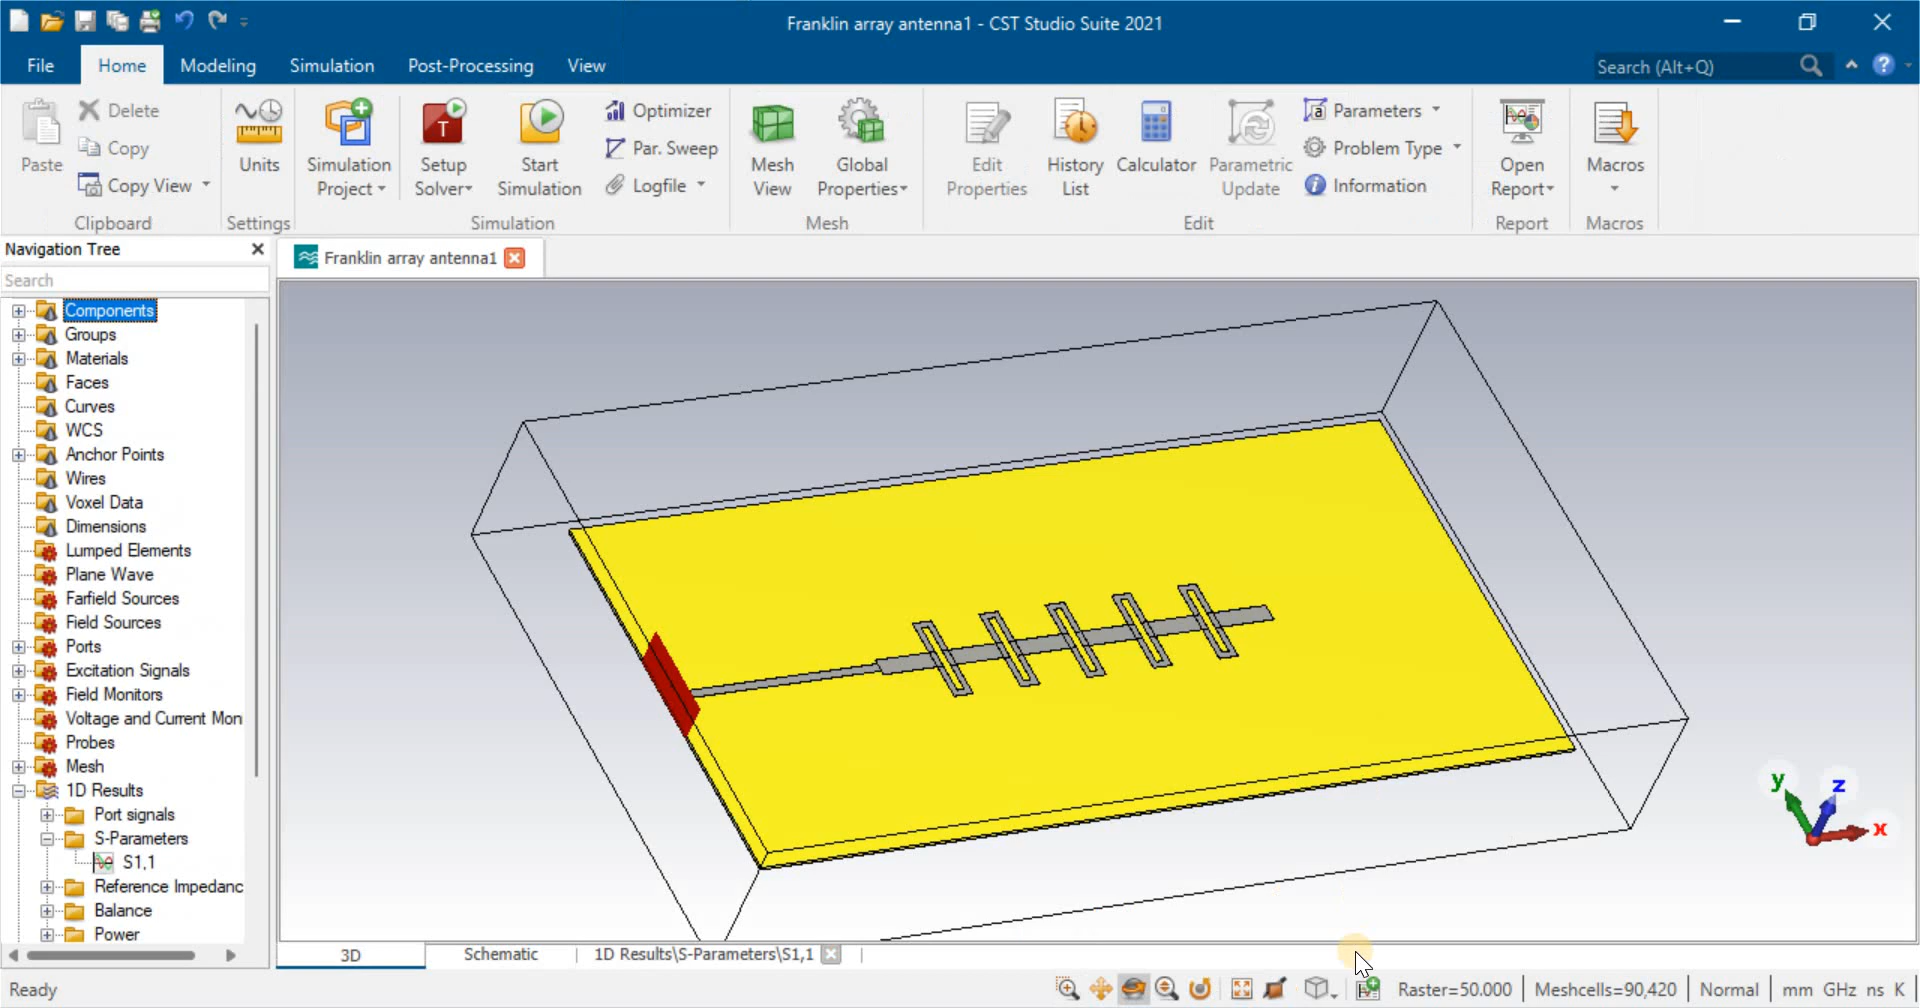 Franklin array antenna1 - CST Studio Suite 2021
File
Home
Modeling
Simulation
Post-Processing
View
Search (Alt+Q)
?
Paste
Delete
Copy
Copy View
Clipboard
Units
Settings
Simulation
Project
T
Setup
Solver
Start
Simulation
Optimizer
Par. Sweep
Logfile
Simulation
Mesh
View
Global
Properties
Mesh
Edit
Properties
History
List
Calculator
Parametric
Update
a
Parameters
Problem Type
i
Information
Edit
Open
Report
Report
Macros
Macros
Navigation Tree
Search
Franklin array antenna1
Components
Groups
Materials
Faces
Curves
WCS
Anchor Points
Wires
Voxel Data
Dimensions
Lumped Elements
Plane Wave
Farfield Sources
Field Sources
Ports
Excitation Signals
Field Monitors
Voltage and Current Mon
Probes
Mesh
1D Results
Port signals
S-Parameters
S1,1
Reference Impedanc
Balance
Power
y
z
x
3D
Schematic
1D Results\S-Parameters\S1,1
Ready
Raster=50.000
Meshcells=90,420
Normal
mm GHz ns K